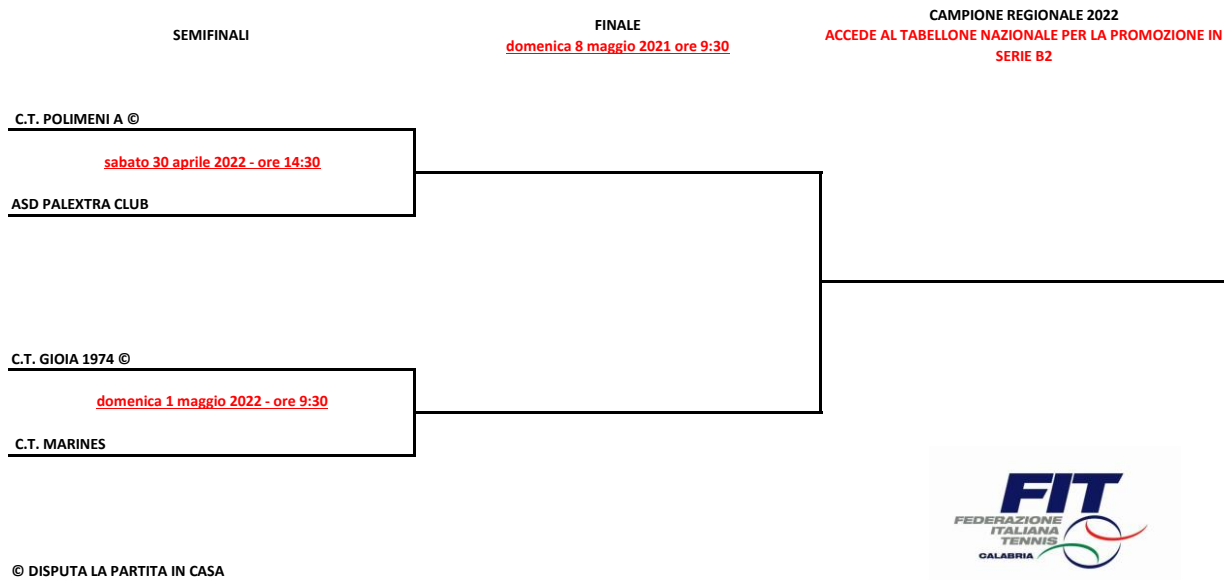 SEMIFINALI
FINALE
domenica 8 maggio 2021 ore 9:30
CAMPIONE REGIONALE 2022
ACCEDE AL TABELLONE NAZIONALE PER LA PROMOZIONE IN
SERIE B2
C.T. POLIMENI A ©
sabato 30 aprile 2022 - ore 14:30
ASD PALEXTRA CLUB
C.T. GIOIA 1974 ©
domenica 1 maggio 2022 - ore 9:30
C.T. MARINES
FIT
FEDERAZIONE
ITALIANA
TENNIS
CALABRIA
© DISPUTA LA PARTITA IN CASA